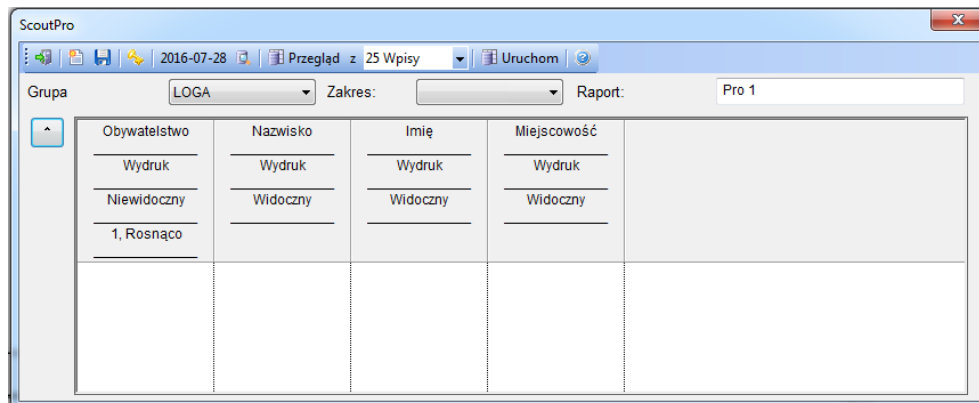 ScoutPro
2016-07-28 Przegląd z 25 Wpisy Uruchom
Grupa LOGA Zakres: Raport: Pro 1
Obywatelstwo Nazwisko Imię Miejscowość
Wydruk Wydruk Wydruk Wydruk
Niewidoczny Widoczny Widoczny Widoczny
1, Rosnąco